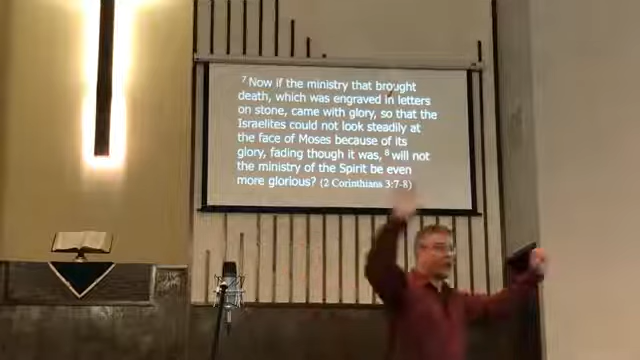 ⁷ Now if the ministry that brought
death, which was engraved in letters
on stone, came with glory, so that the
Israelites could not look steadily at
the face of Moses because of its
glory, fading though it was, ⁸ will not
the ministry of the Spirit be even
more glorious? (2 Corinthians 3:7-8)